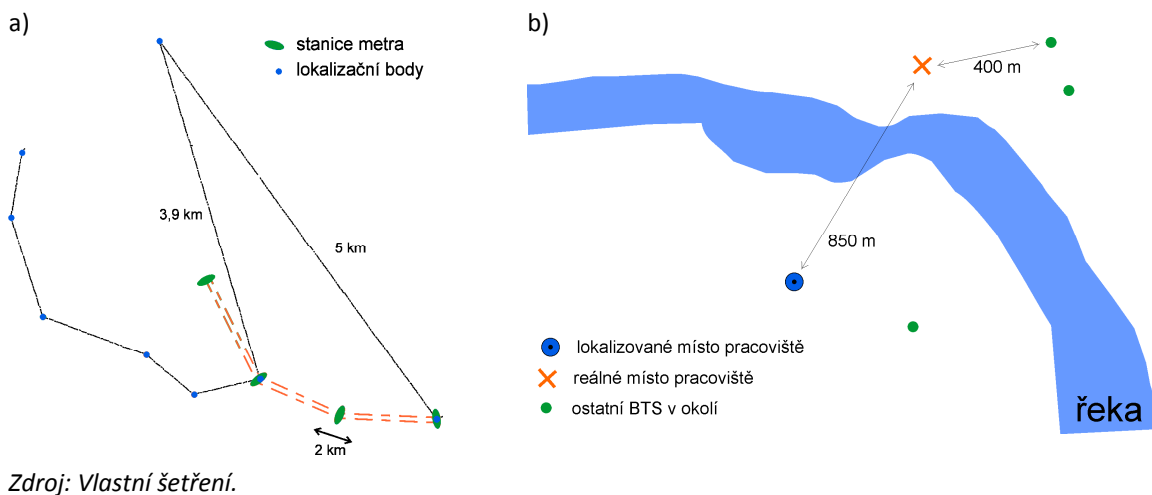 a)
stanice metra
lokalizační body
3,9 km
5 km
2 km
b)
400 m
850 m
lokalizované místo pracoviště
reálné místo pracoviště
ostatní BTS v okolí
řeka
Zdroj: Vlastní šetření.